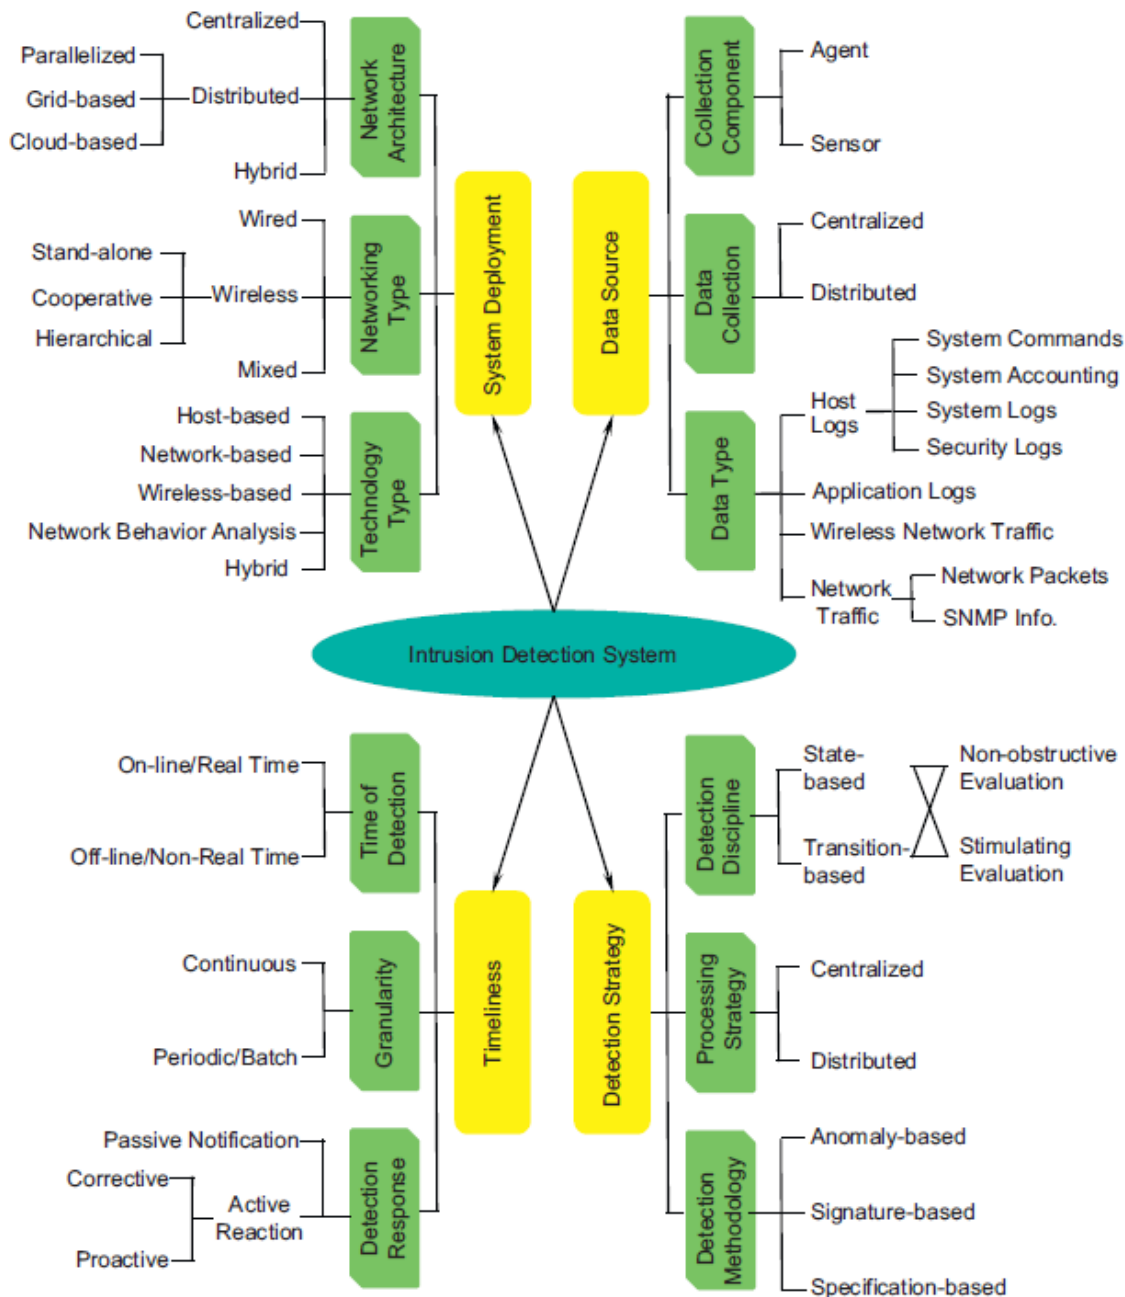 Centralized
Parallelized
Grid-based
Cloud-based
Distributed
Hybrid
Network
Architecture
Wired
Stand-alone
Cooperative
Hierarchical
Wireless
Mixed
Networking
Type
Host-based
Network-based
Wireless-based
Network Behavior Analysis
Hybrid
Technology
Type
System Deployment
Data Source
Collection
Component
Agent
Sensor
Data
Collection
Centralized
Distributed
Data Type
Host
Logs
System Commands
System Accounting
System Logs
Security Logs
Application Logs
Wireless Network Traffic
Network
Traffic
Network Packets
SNMP Info.
Intrusion Detection System
On-line/Real Time
Off-line/Non-Real Time
Time of
Detection
Continuous
Periodic/Batch
Granularity
Passive Notification
Corrective
Proactive
Active
Reaction
Detection
Response
Timeliness
Detection Strategy
Detection
Discipline
State-
based
Transition-
based
Non-obstructive
Evaluation
Stimulating
Evaluation
Processing
Strategy
Centralized
Distributed
Detection
Methodology
Anomaly-based
Signature-based
Specification-based